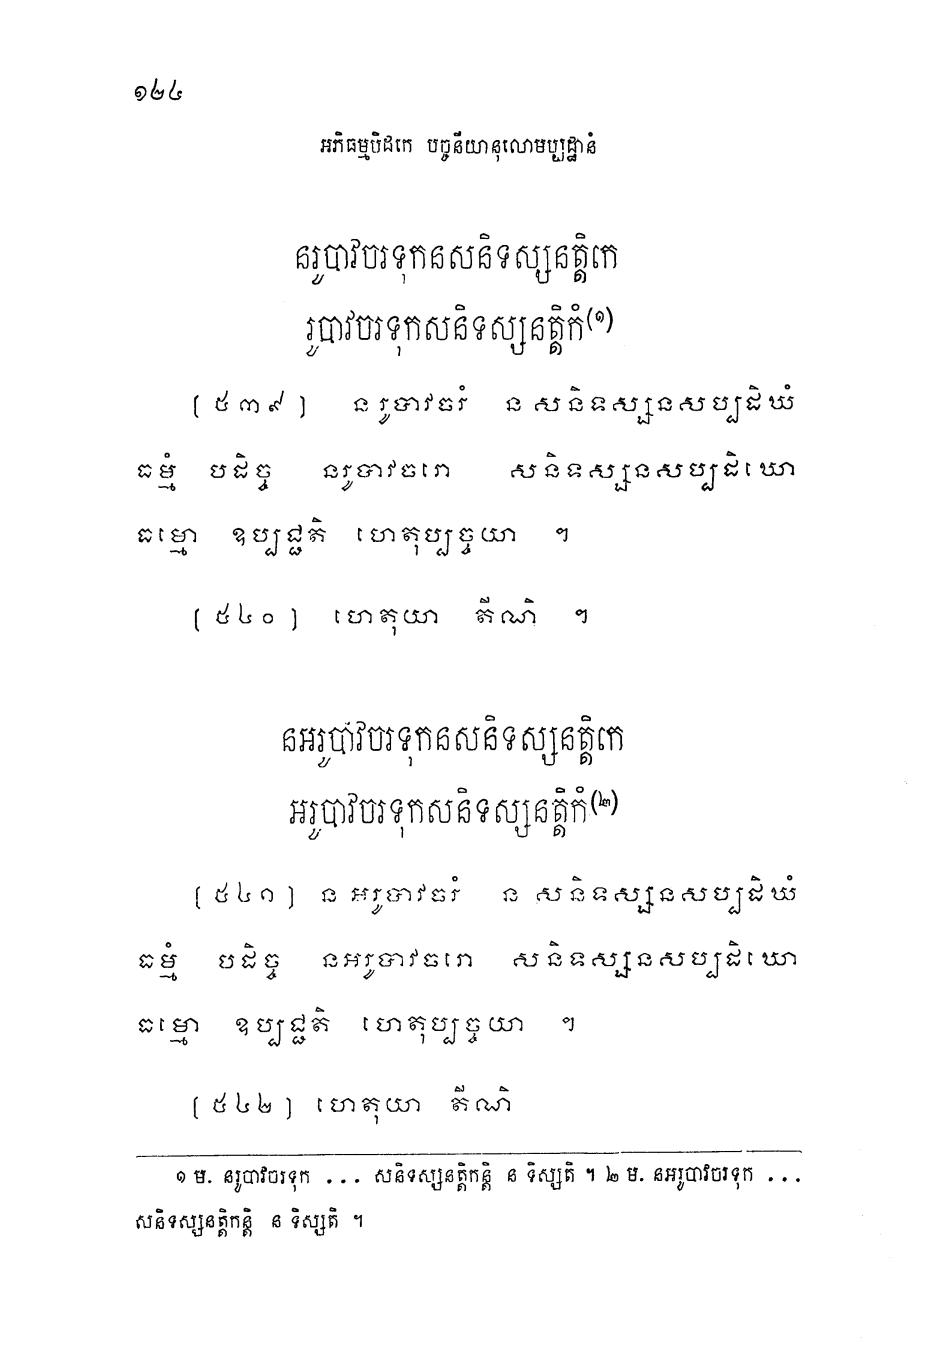 ១២៤
អភិធម្មបិដកេ បច្ចនីយានុលោមប្បដ្ឋានំ
នរូបាវចរទុកនសនិទស្សនត្តិកេ
រូបាវចរទុកសនិទស្សនត្តិកំ(១)
[ ៥៣៩ ] ន រូបាវចរំ ន សនិទស្សនសប្បដិឃំ
ធម្មំ បដិច្ច នរូបាវចរោ សនិទស្សនសប្បដិឃោ
ធម្មោ ឧប្បជ្ជតិ ហេតុប្បច្ចយា ។
[ ៥៤០ ] ហេតុយា តីណិ ។
នអរូបាវចរទុកនសនិទស្សនត្តិកេ
អរូបាវចរទុកសនិទស្សនត្តិកំ(២)
[ ៥៤១ ] ន អរូបាវចរំ ន សនិទស្សនសប្បដិឃំ
ធម្មំ បដិច្ច នអរូបាវចរោ សនិទស្សនសប្បដិឃោ
ធម្មោ ឧប្បជ្ជតិ ហេតុប្បច្ចយា ។
[ ៥៤២ ] ហេតុយា តីណិ
១ ម. នរូបាវចរទុក ... សនិទស្សនត្តិកន្តិ ន ទិស្សតិ ។ ២ ម. នអរូបាវចរទុក ...
សនិទស្សនត្តិកន្តិ ន ទិស្សតិ ។